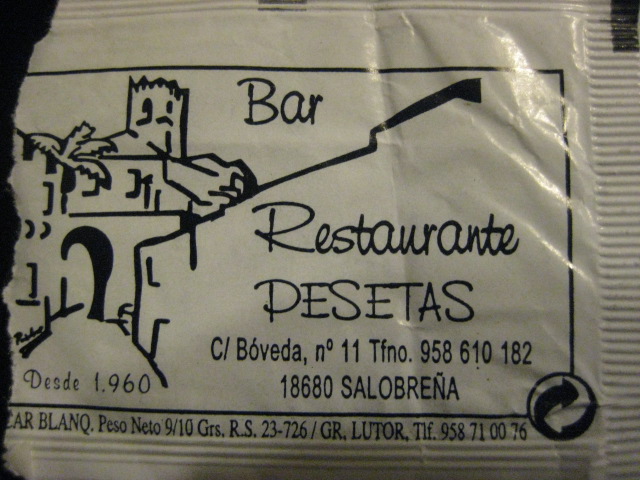 Bar
Restaurante
PESETAS
C/ Bóveda, nº 11 Tfno. 958 610 182
18680 SALOBREÑA
Desde 1.960
CAR BLANQ. Peso Neto 9/10 Grs. R.S. 23-726 / GR, LUTOR, Tlf. 958 71 00 76